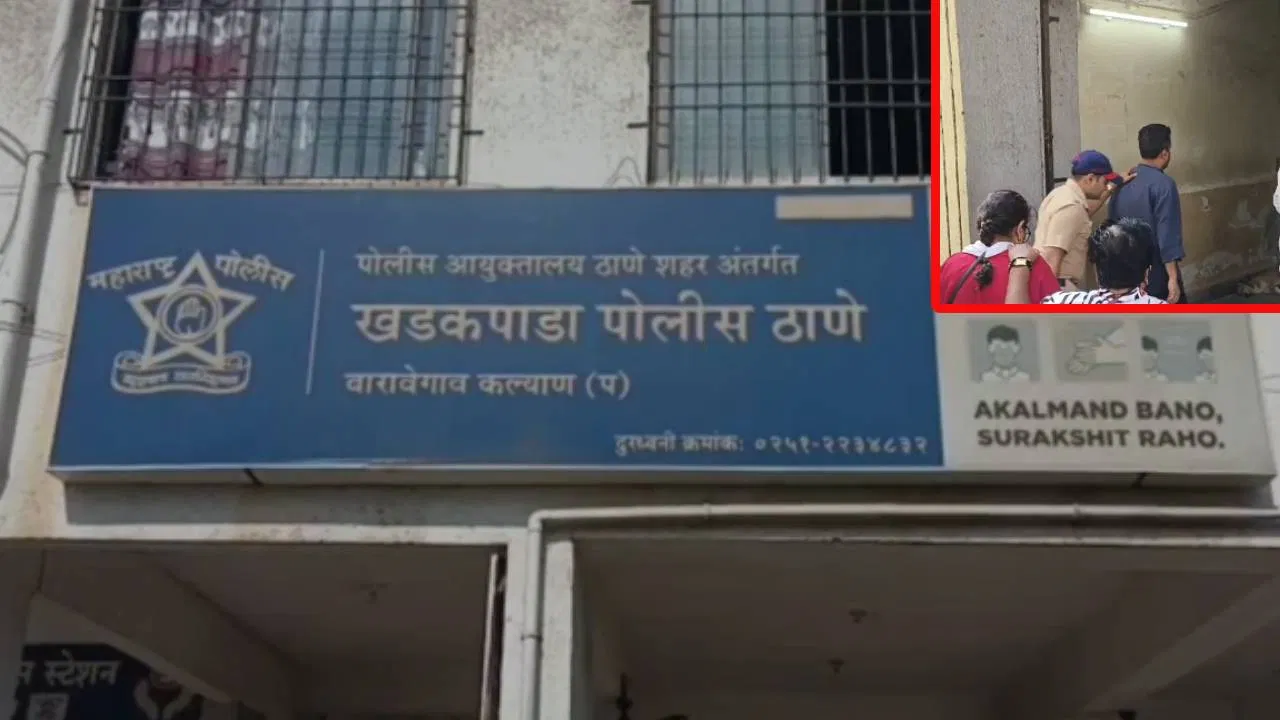 महाराष्ट्र पोलीस
पोलीस आयुक्तालय ठाणे शहर अंतर्गत
खडकपाडा पोलीस ठाणे
वारावेगाव कल्याण (प)
दुरध्वनी क्रमांक: ०२५१-२२३४८३२
AKALMAND BANO,
SURAKSHIT RAHO.
स्टेशन